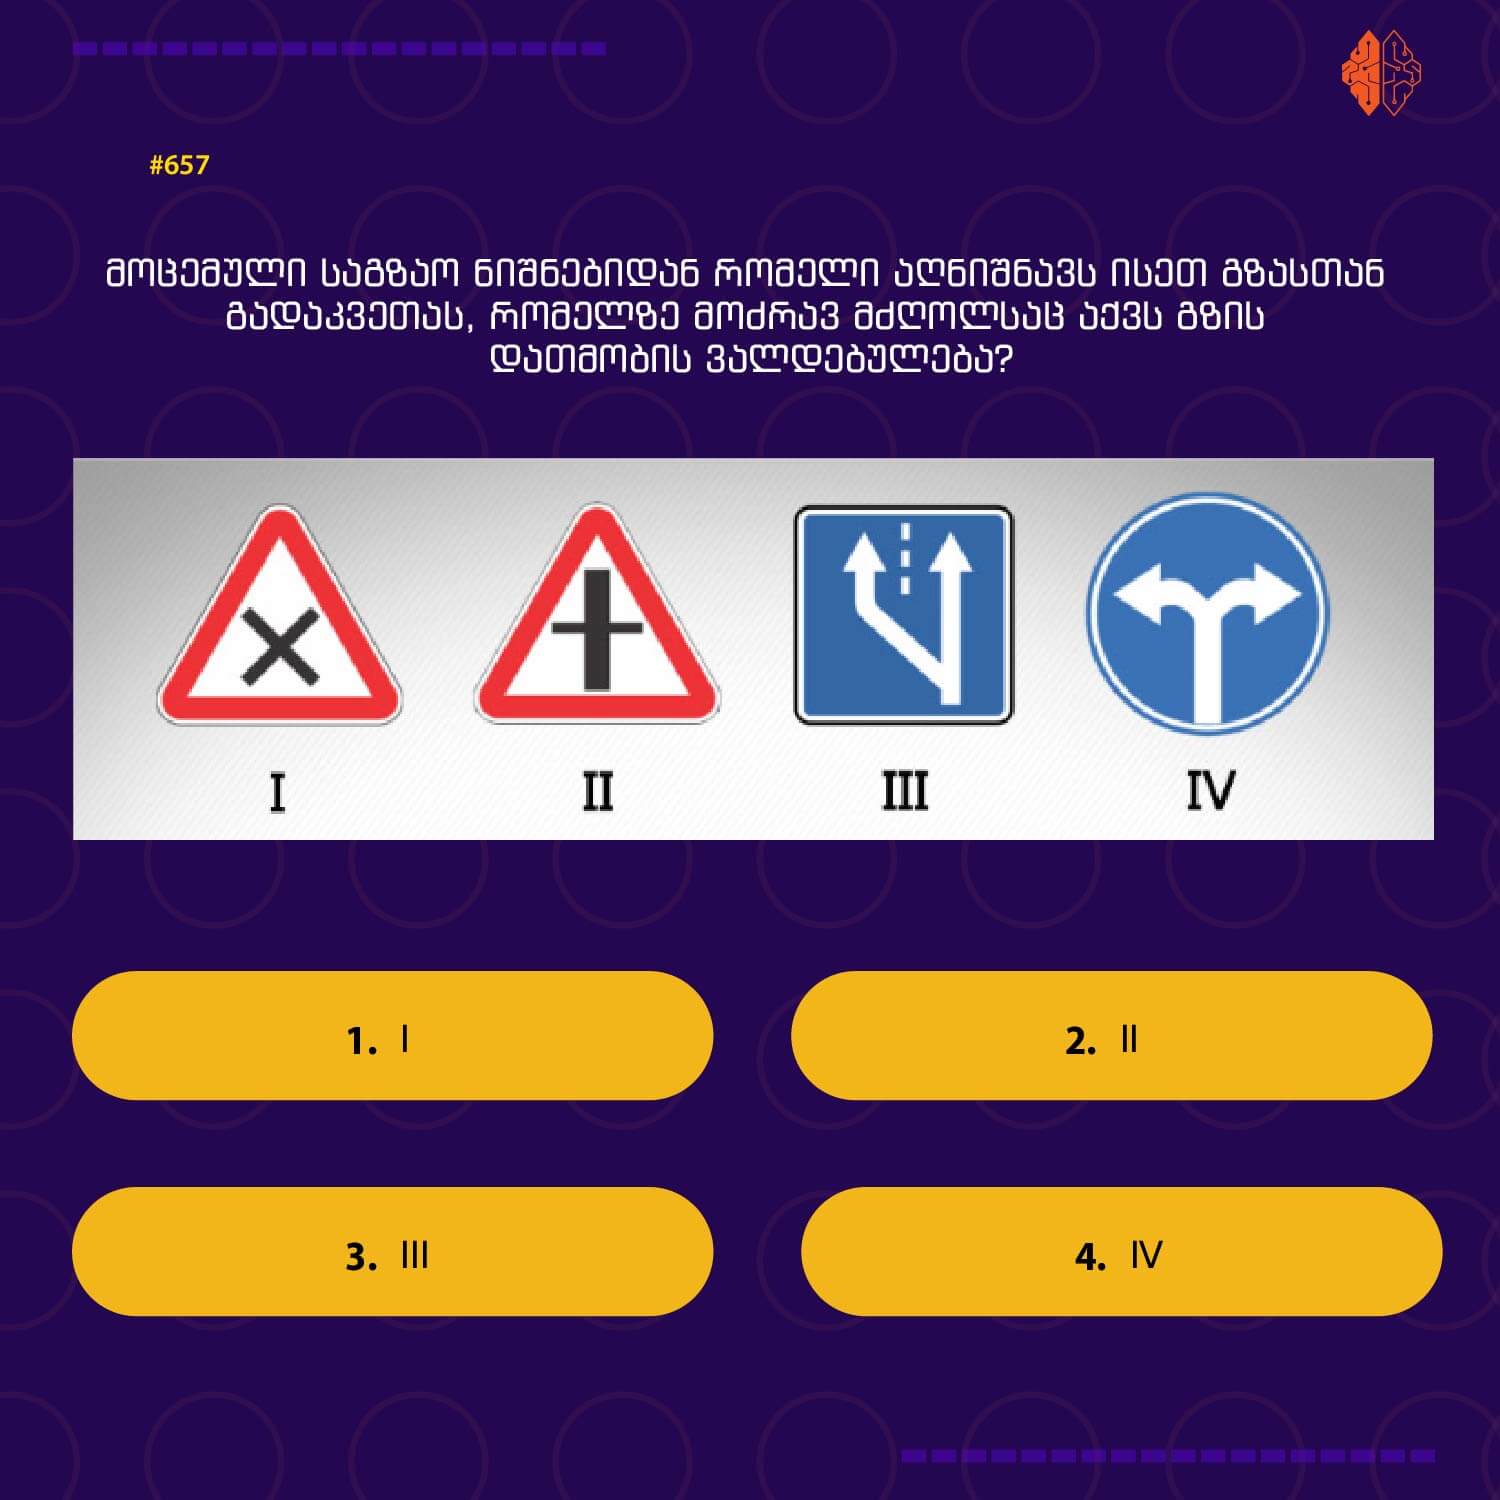 #657
მოცემული საგზაო ნიშნებიდან რომელი აღნიშნავს ისეთ გზასთან
გადაკვეთას, რომელზე მოძრავ მძღოლსაც აქვს გზის
დათმობის ვალდებულება?
I II III IV
1. I
2. II
3. III
4. IV